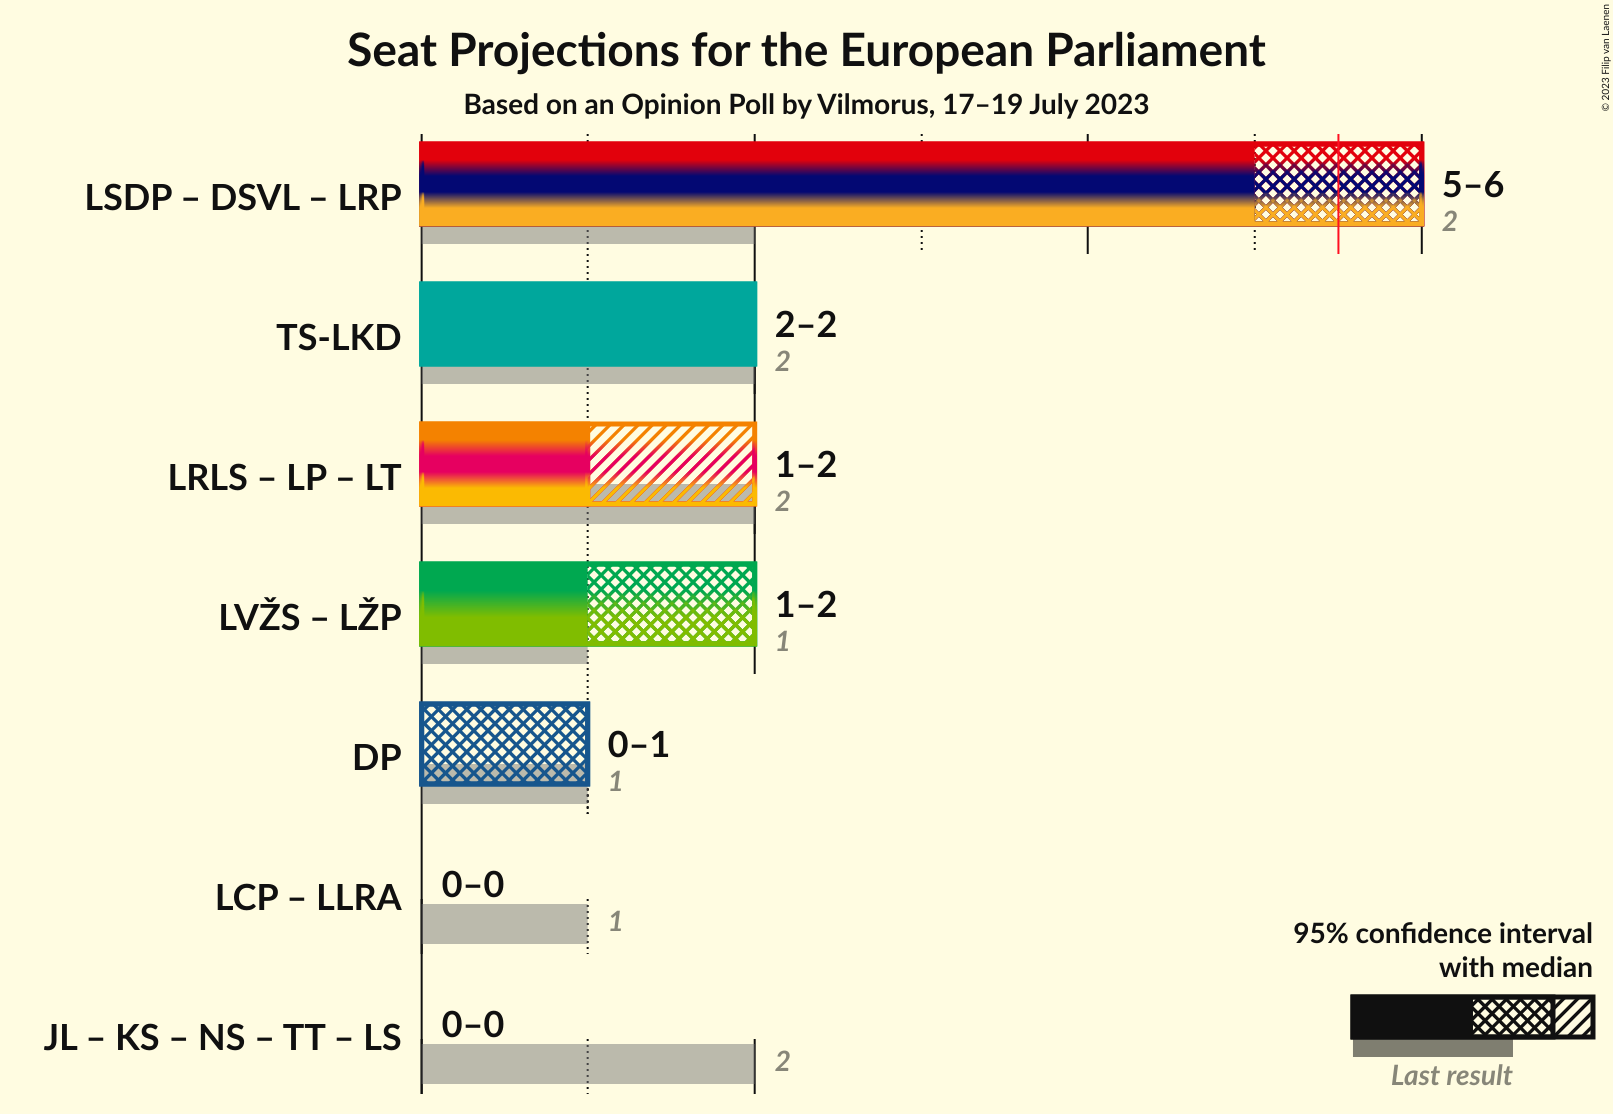 Seat Projections for the European Parliament
Based on an Opinion Poll by Vilmorus, 17–19 July 2023
© 2023 Filip van Laenen
LSDP – DSVL – LRP
5–6
2
TS-LKD
2–2
2
LRLS – LP – LT
1–2
2
LVŽS – LŽP
1–2
1
DP
0–1
1
LCP – LLRA
0–0
1
JL – KS – NS – TT – LS
0–0
2
95% confidence interval
with median
Last result